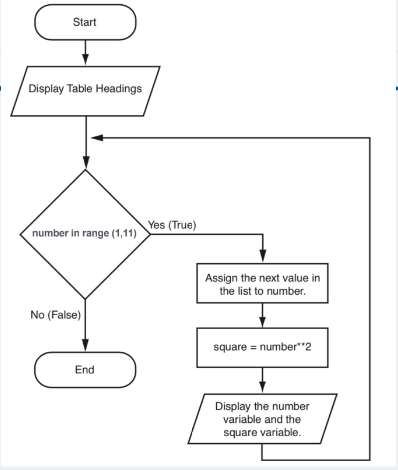 Start
Display Table Headings
number in range (1,11)
Yes (True)
Assign the next value in
the list to number.
No (False)
square = number**2
End
Display the number
variable and the
square variable.